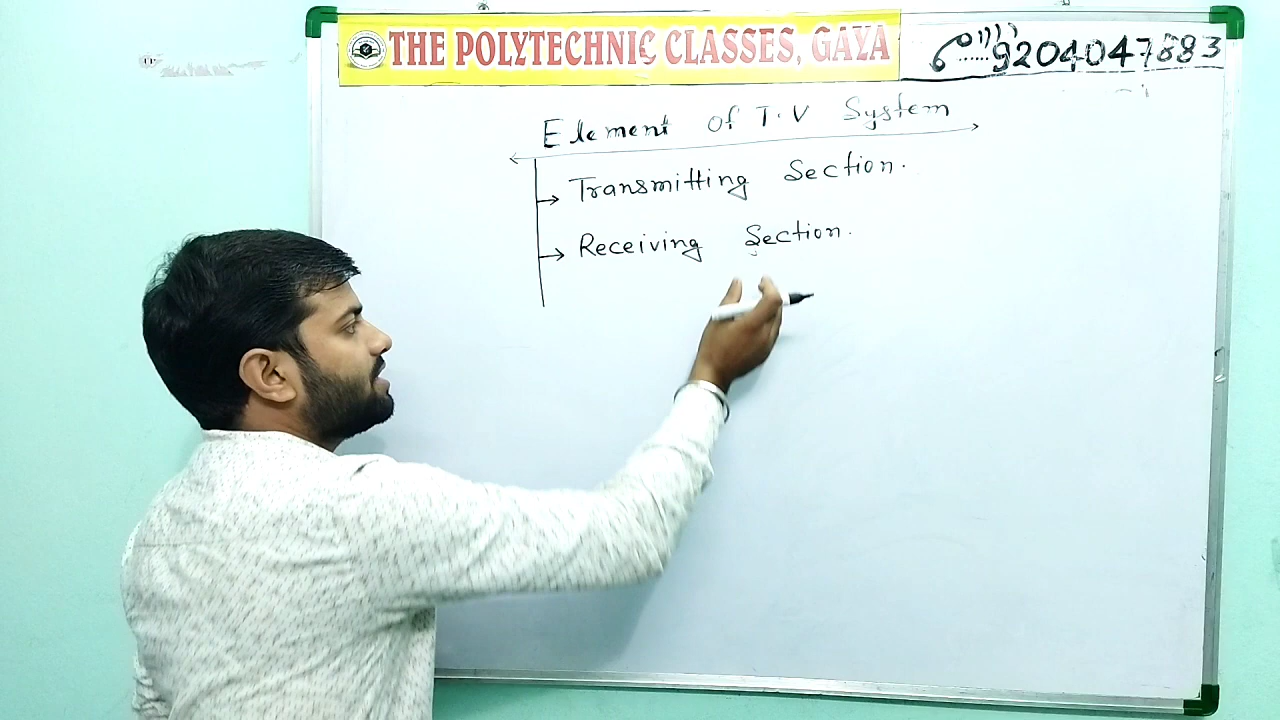 THE POLYTECHNIC CLASSES, GAYA
9204047883
Element of T.V System
Transmitting Section.
Receiving Section.